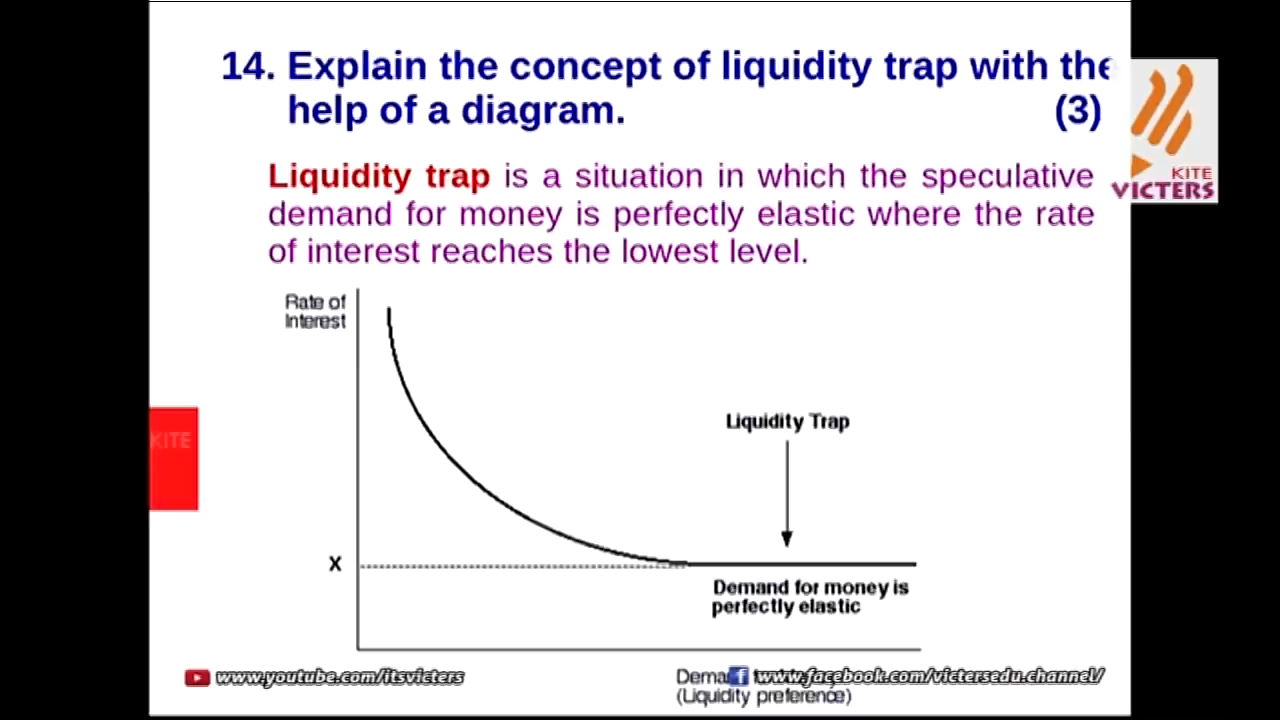 14. Explain the concept of liquidity trap with the
help of a diagram. (3)
KITE
VICTERS
Liquidity trap is a situation in which the speculative
demand for money is perfectly elastic where the rate
of interest reaches the lowest level.
Rate of
Interest
Liquidity Trap
KITE
X
Demand for money is
perfectly elastic
www.youtube.com/itsvicters
www.facebook.com/victersedu.channel/
(Liquidity preference)